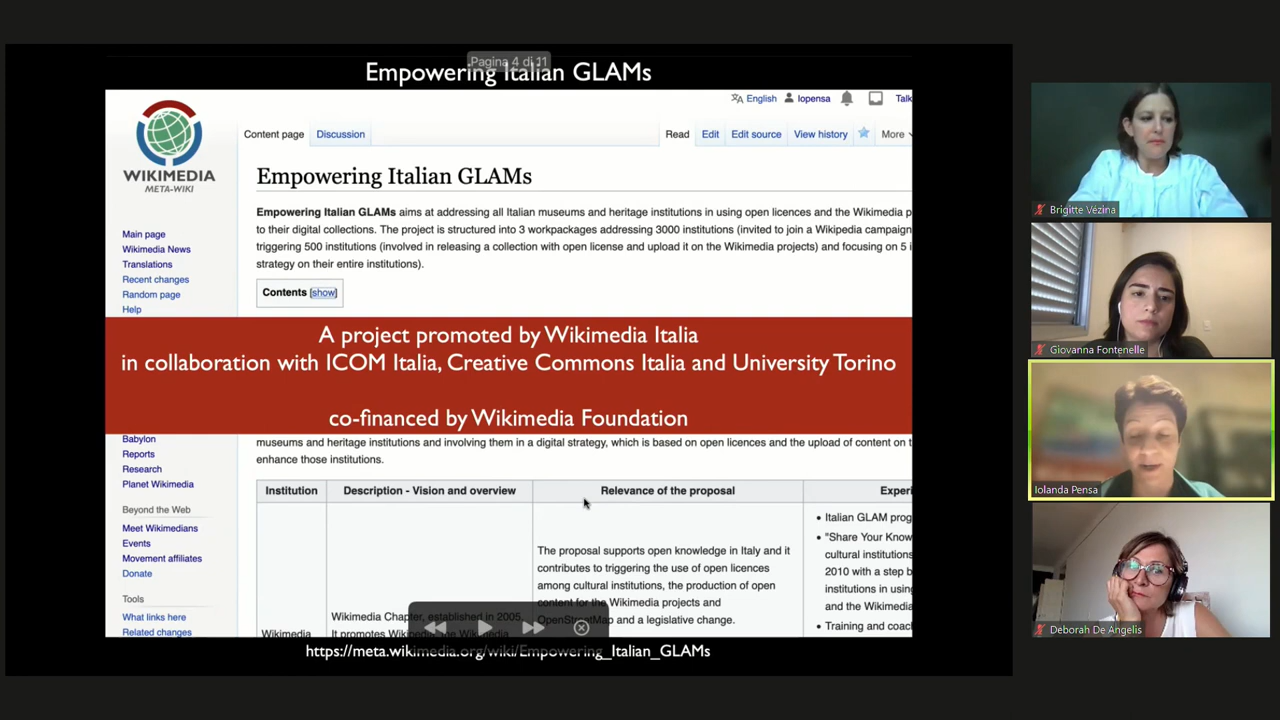 Pagina 4 di 11
Empowering Italian GLAMs
English lopensa Talk
Content page Discussion Read Edit Edit source View history More
WIKIMEDIA
META-WIKI
Main page
Wikimedia News
Translations
Recent changes
Random page
Help
Empowering Italian GLAMs
Empowering Italian GLAMs aims at addressing all Italian museums and heritage institutions in using open licences and the Wikimedia p
to their digital collections. The project is structured into 3 workpackages addressing 3000 institutions (invited to join a Wikipedia campaign
triggering 500 institutions (involved in releasing a collection with open license and upload it on the Wikimedia projects) and focusing on 5 i
strategy on their entire institutions).
Contents [show]
A project promoted by Wikimedia Italia
in collaboration with ICOM Italia, Creative Commons Italia and University Torino
co-financed by Wikimedia Foundation
Babylon
Reports
Research
Planet Wikimedia
Beyond the Web
Meet Wikimedians
Events
Movement affiliates
Donate
Tools
What links here
Related changes
museums and heritage institutions and involving them in a digital strategy, which is based on open licences and the upload of content on t
enhance those institutions.
Institution Description - Vision and overview Relevance of the proposal Experi
Wikimedia
Wikimedia Chapter, established in 2005.
It promotes Wikipedia, the Wikimedia
The proposal supports open knowledge in Italy and it
contributes to triggering the use of open licences
among cultural institutions, the production of open
content for the Wikimedia projects and
OpenStreetMap and a legislative change.
• Italian GLAM prog
• "Share Your Know
cultural institutions
2010 with a step b
institutions in using
and the Wikimedia
• Training and coac
https://meta.wikimedia.org/wiki/Empowering_Italian_GLAMs
Brigitte Vézina
Giovanna Fontenelle
Iolanda Pensa
Deborah De Angelis